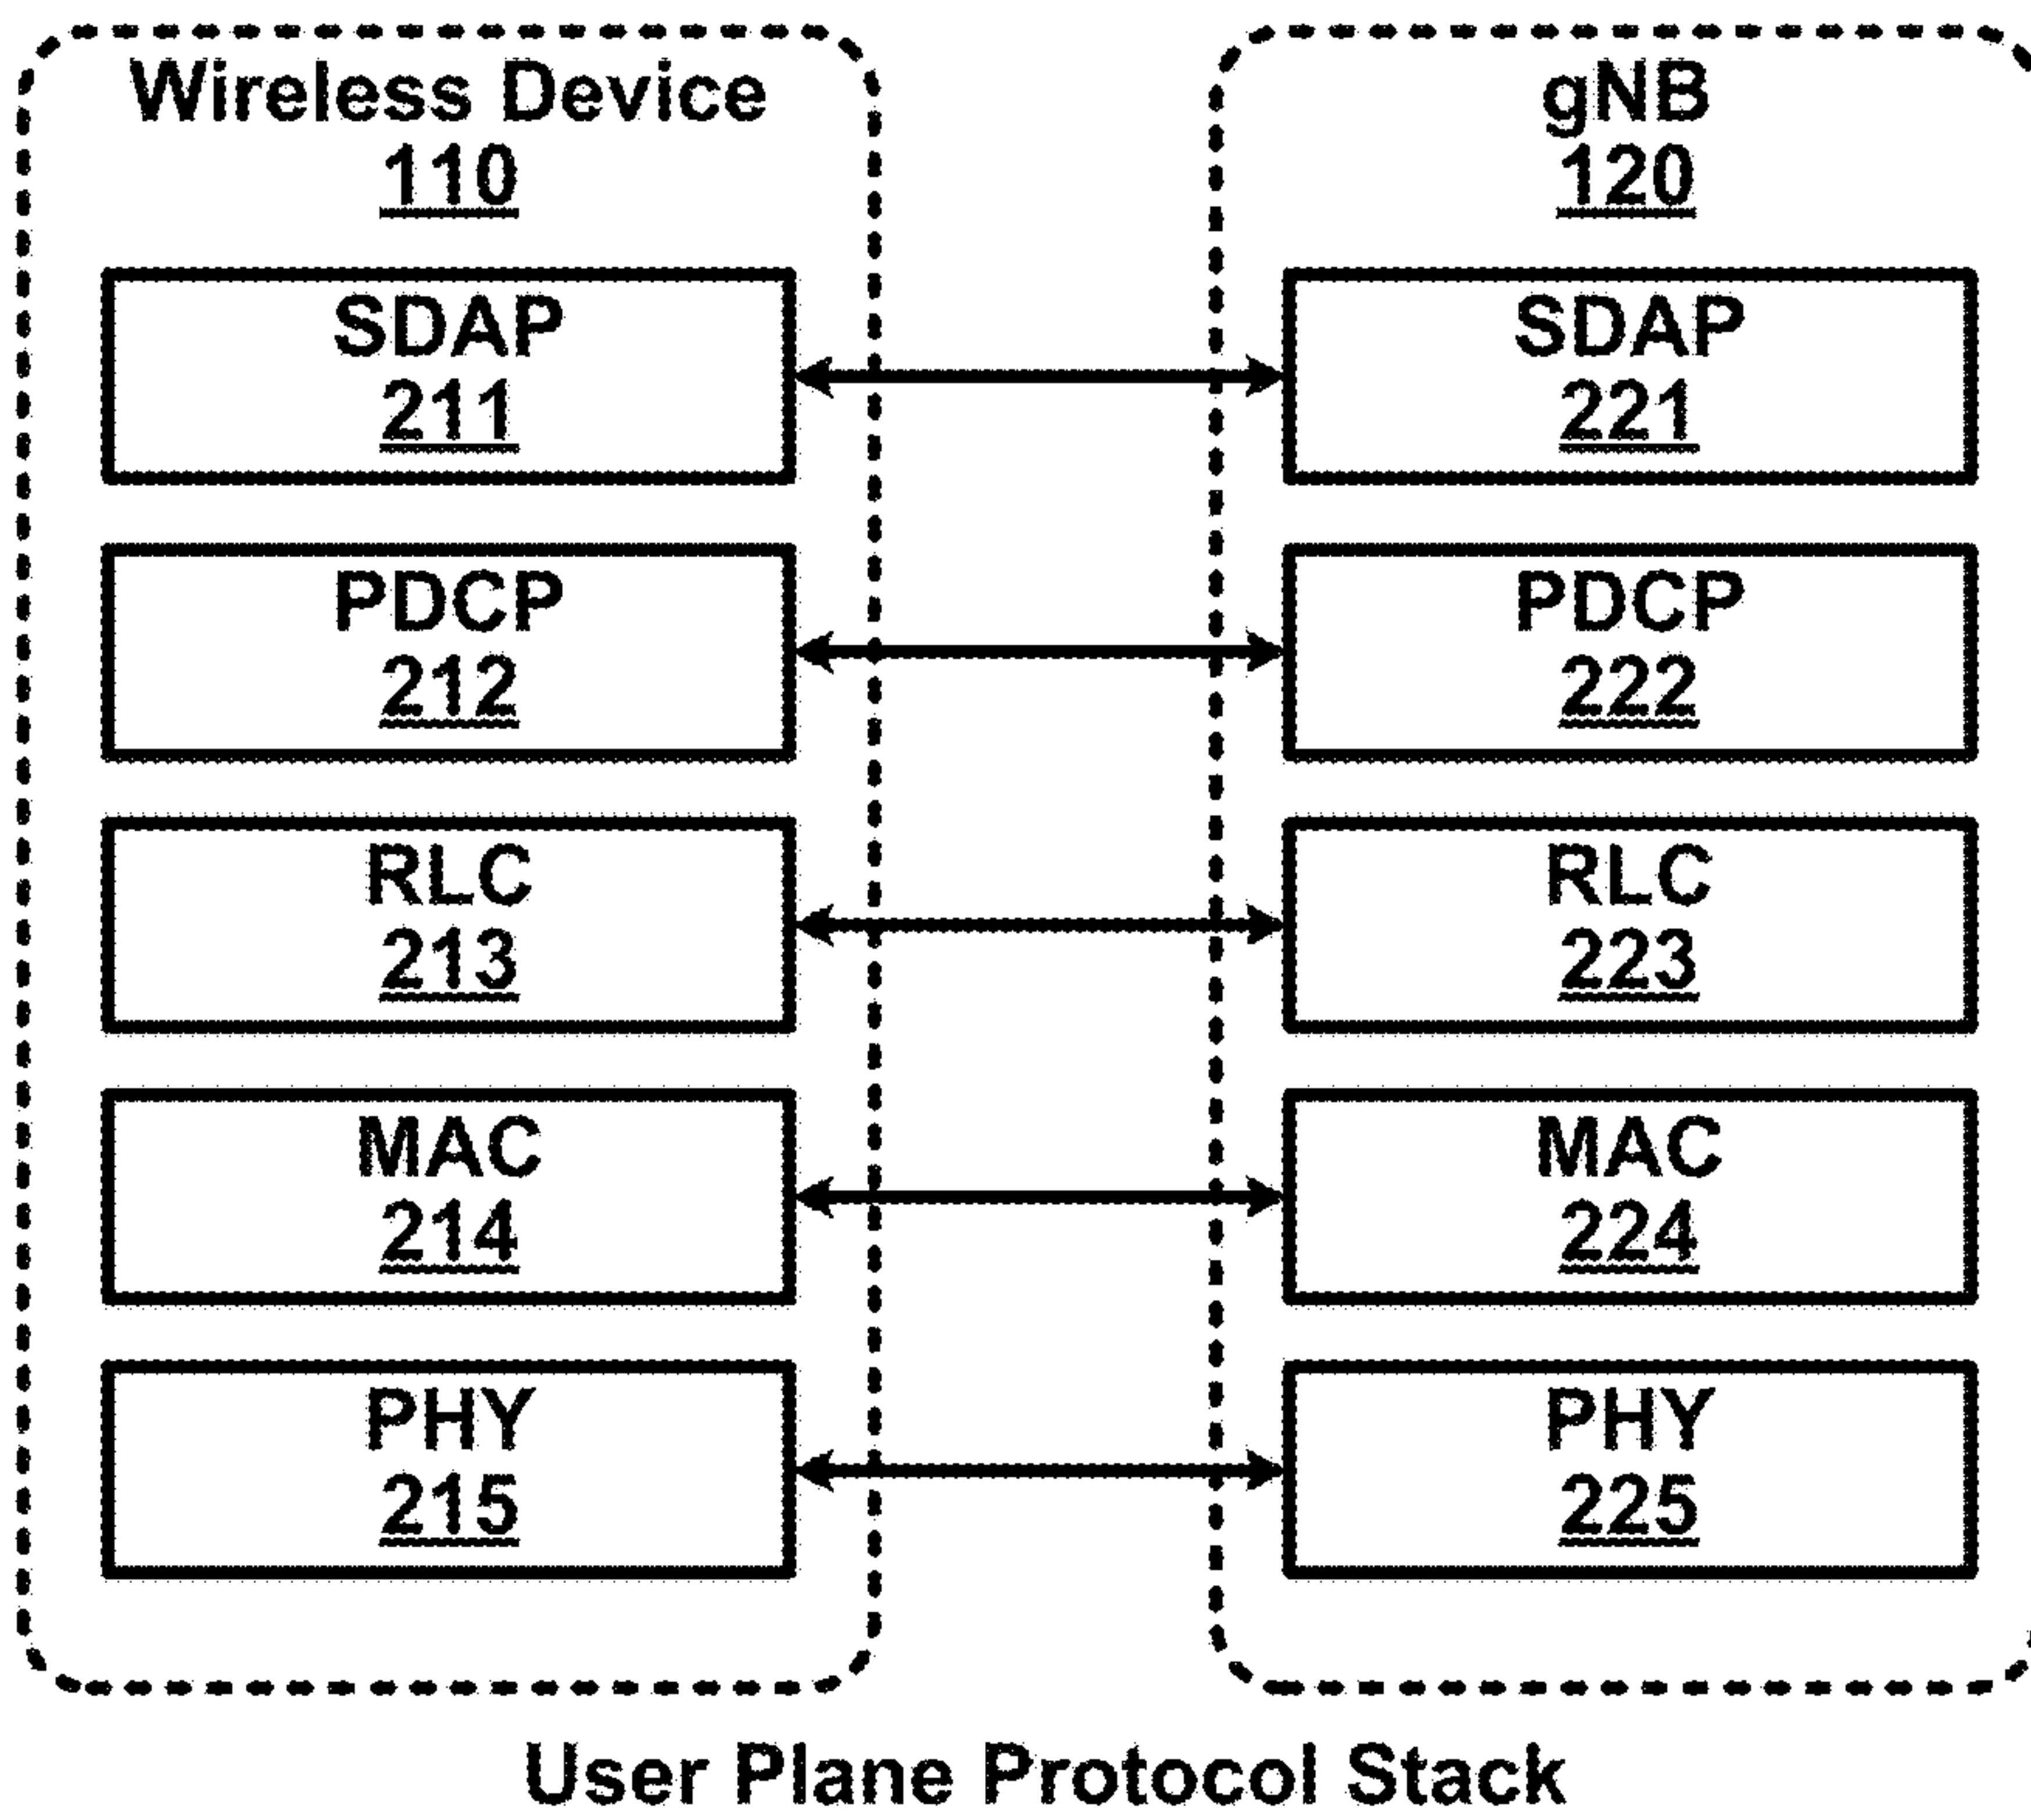 Wireless Device
110
SDAP
211
PDCP
212
RLC
213
MAC
214
PHY
215
gNB
120
SDAP
221
PDCP
222
RLC
223
MAC
224
PHY
225
User Plane Protocol Stack